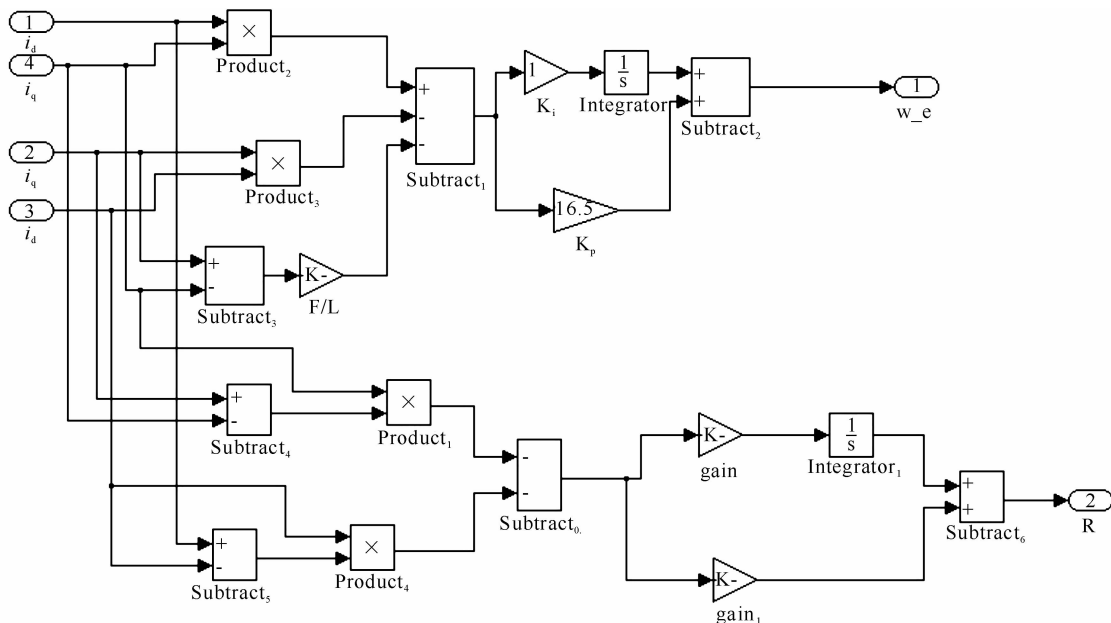 1
i_d
4
i_q
2
i_q
3
i_d
×
Product₂
×
Product₃
+
-
-
Subtract₁
1
K_i
1/s
Integrator
+
+
Subtract₂
1
w_e
16.5
K_p
+
-
Subtract₃
K-
F/L
+
-
Subtract₄
×
Product₁
+
-
Subtract₅
×
Product₄
-
-
Subtract₀.
K-
gain
1/s
Integrator₁
+
+
Subtract₆
2
R
K-
gain₁